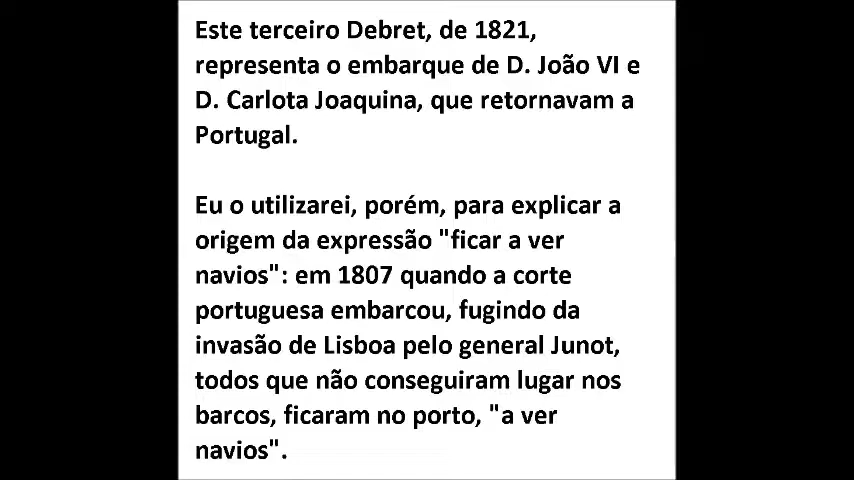 Este terceiro Debret, de 1821,
representa o embarque de D. João VI e
D. Carlota Joaquina, que retornavam a
Portugal.
Eu o utilizarei, porém, para explicar a
origem da expressão "ficar a ver
navios": em 1807 quando a corte
portuguesa embarcou, fugindo da
invasão de Lisboa pelo general Junot,
todos que não conseguiram lugar nos
barcos, ficaram no porto, "a ver
navios".